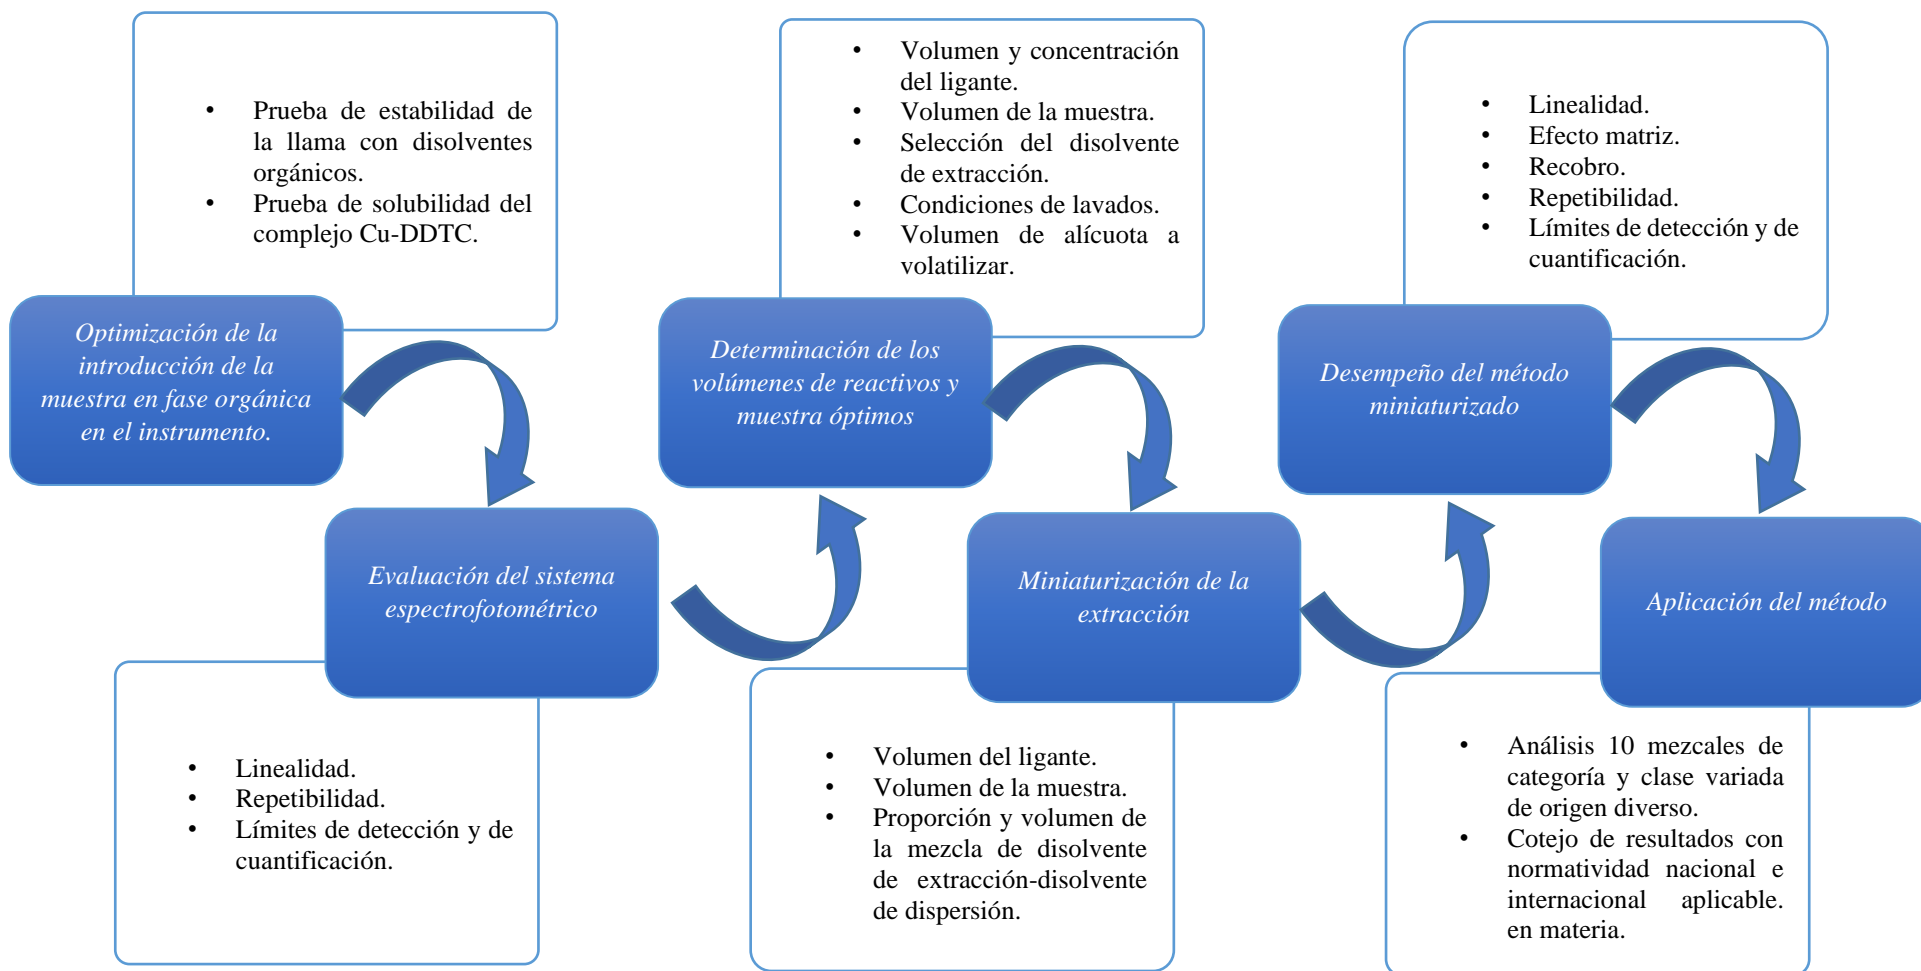 • Prueba de estabilidad de
la llama con disolventes
orgánicos.
• Prueba de solubilidad del
complejo Cu-DDTC.
Optimización de la
introducción de la
muestra en fase orgánica
en el instrumento.
Evaluación del sistema
espectrofotométrico
• Linealidad.
• Repetibilidad.
• Límites de detección y de
cuantificación.
• Volumen y concentración
del ligante.
• Volumen de la muestra.
• Selección del disolvente
de extracción.
• Condiciones de lavados.
• Volumen de alícuota a
volatilizar.
Determinación de los
volúmenes de reactivos y
muestra óptimos
Miniaturización de la
extracción
• Volumen del ligante.
• Volumen de la muestra.
• Proporción y volumen de
la mezcla de disolvente
de extracción-disolvente
de dispersión.
• Linealidad.
• Efecto matriz.
• Recobro.
• Repetibilidad.
• Límites de detección y de
cuantificación.
Desempeño del método
miniaturizado
Aplicación del método
• Análisis 10 mezcales de
categoría y clase variada
de origen diverso.
• Cotejo de resultados con
normatividad nacional e
internacional aplicable.
en materia.